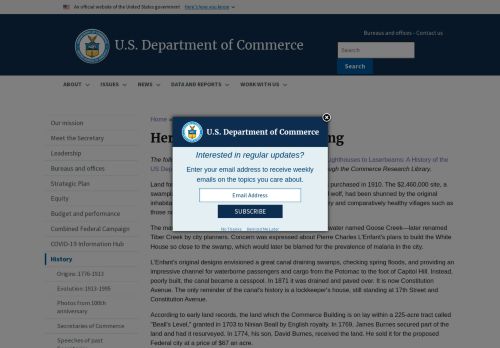 An official website of the United States government Here's how you know
Bureaus and offices - Contact us
U.S. Department of Commerce
Search
Search
ABOUT ISSUES NEWS DATA AND REPORTS WORK WITH US
Our mission
Meet the Secretary
Leadership
Bureaus and offices
Strategic Plan
Equity
Budget and performance
Combined Federal Campaign
COVID-19 Information Hub
History
Origins: 1776-1913
Evolution: 1913-1995
Photos from 100th
anniversary
Secretaries of Commerce
Speeches of past
Home »
Her
ng
The follo
Lighthouses to Laserbeams: A History of the
US De
rough the Commerce Research Library.
Land fo
purchased in 1910. The $2,460,000 site, a
swamp,
wolf, had been shunned by the original
inhabita
y and comparatively healthy villages such as
those n
The ma
water named Goose Creek—later renamed
Tiber Creek by city planners. Concern was expressed about Pierre Charles L'Enfant's plans to build the White
House so close to the swamp, which would later be blamed for the prevalence of malaria in the city.
L'Enfant's original designs envisioned a great canal draining swamps, checking spring floods, and providing an
impressive channel for waterborne passengers and cargo from the Potomac to the foot of Capitol Hill. Instead,
poorly built, the canal became a cesspool. In 1871 it was drained and paved over. It is now Constitution
Avenue. The only reminder of the canal's history is a lockkeeper's house, still standing at 17th Street and
Constitution Avenue.
According to early land records, the land which the Commerce Building is on lay within a 225-acre tract called
"Beall's Level," granted in 1703 to Ninian Beall by English royalty. In 1769, James Burnes secured part of the
land and had it resurveyed. In 1774, his son, David Burnes, received the land. He sold it for the proposed
Federal city at a price of $67 an acre.
U.S. Department of Commerce
Interested in regular updates?
Enter your email address to receive weekly
emails on the topics you care about.
Email Address
SUBSCRIBE
No Thanks Remind Me Later